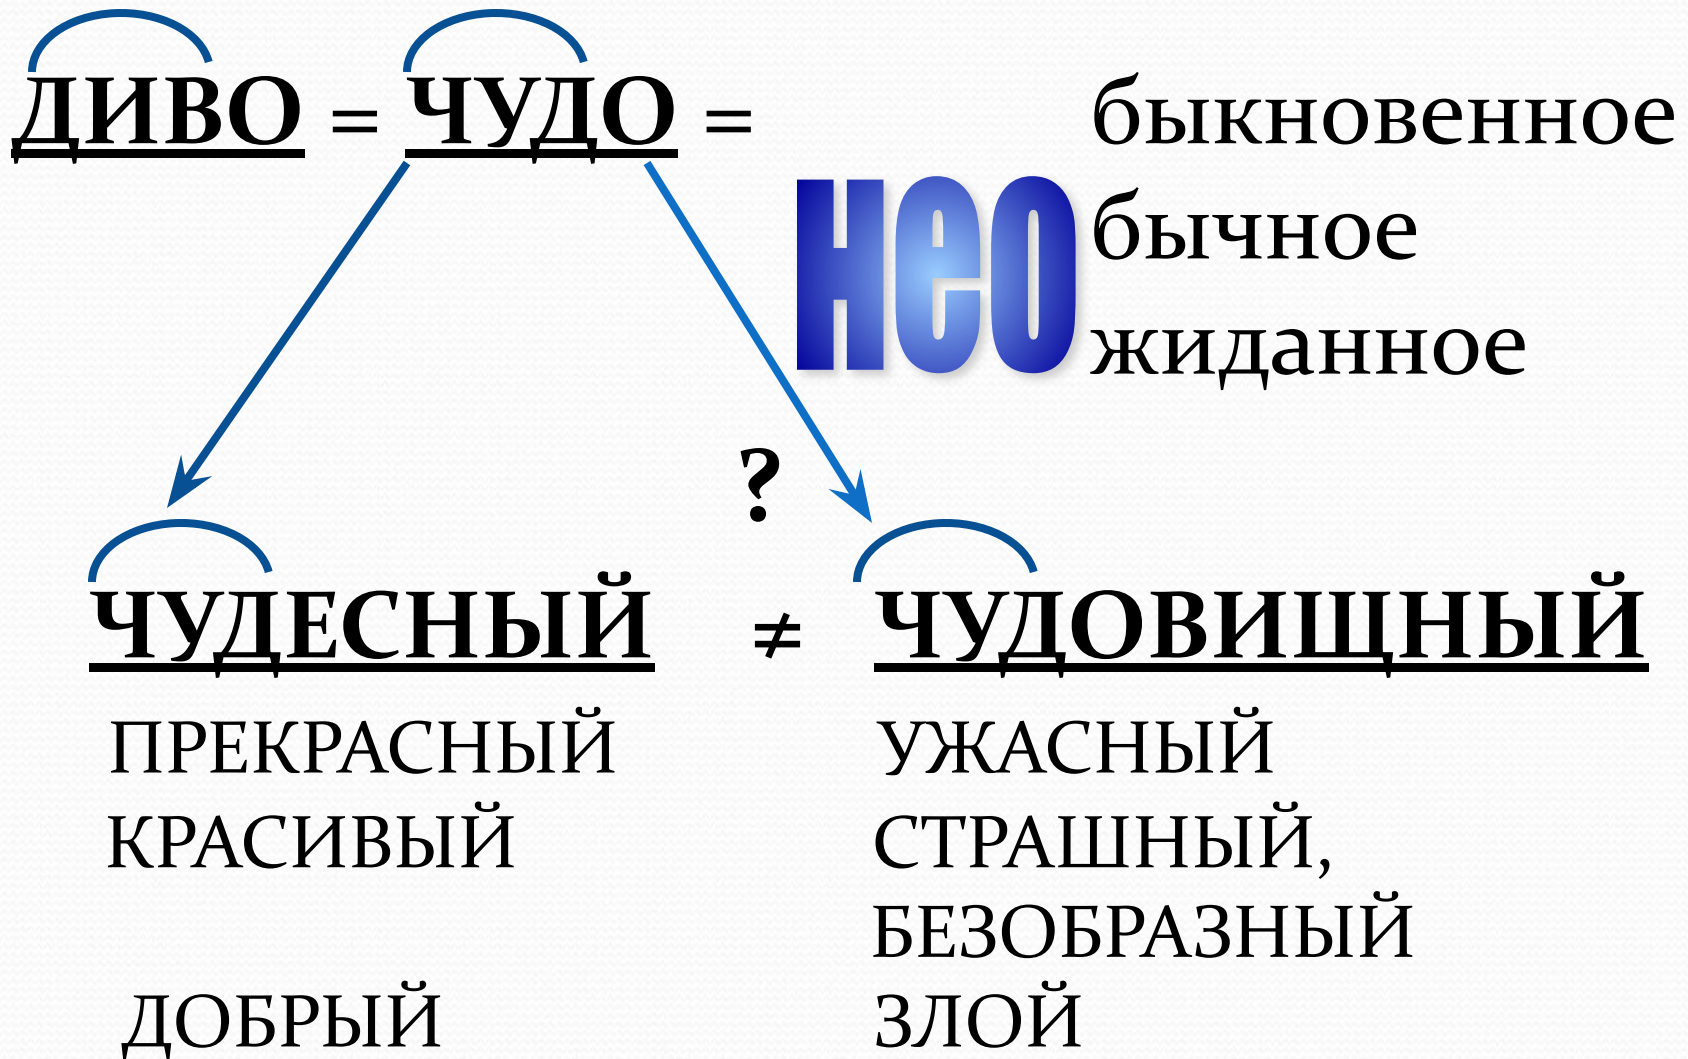 ДИВО = ЧУДО =
быкновенное
нео
бычное
жиданное
?
ЧУДЕСНЫЙ ≠ ЧУДОВИЩНЫЙ
ПРЕКРАСНЫЙ УЖАСНЫЙ
КРАСИВЫЙ СТРАШНЫЙ,
БЕЗОБРАЗНЫЙ
ДОБРЫЙ ЗЛОЙ